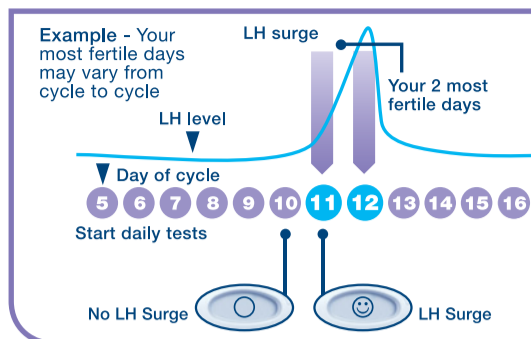 Example - Your
most fertile days
may vary from
cycle to cycle
LH surge
Your 2 most
fertile days
LH level
Day of cycle
5 6 7 8 9 10 11 12 13 14 15 16
Start daily tests
No LH Surge
LH Surge